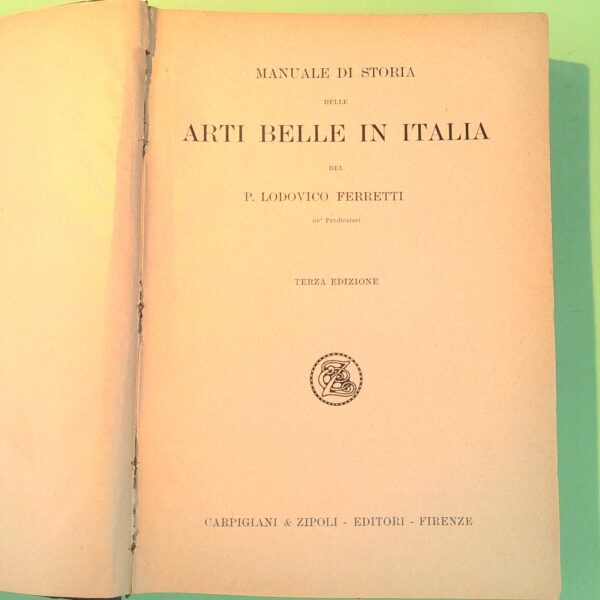 MANUALE DI STORIA
DELLE
ARTI BELLE IN ITALIA
DEL
P. LODOVICO FERRETTI
de' Predicatori
TERZA EDIZIONE
CARPIGIANI & ZIPOLI - EDITORI - FIRENZE